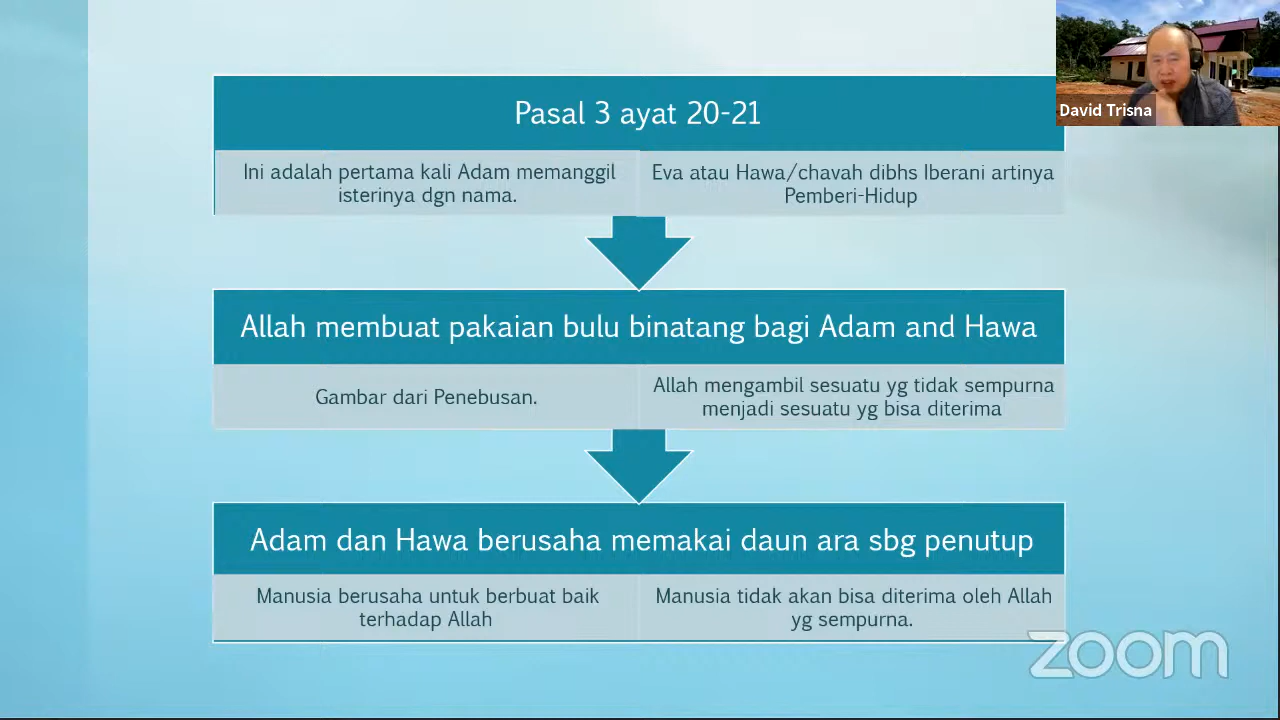 Pasal 3 ayat 20-21
Ini adalah pertama kali Adam memanggil
isterinya dgn nama.
Eva atau Hawa/chavah dibhs Iberani artinya
Pemberi-Hidup
Allah membuat pakaian bulu binatang bagi Adam and Hawa
Gambar dari Penebusan.
Allah mengambil sesuatu yg tidak sempurna
menjadi sesuatu yg bisa diterima
Adam dan Hawa berusaha memakai daun ara sbg penutup
Manusia berusaha untuk berbuat baik
terhadap Allah
Manusia tidak akan bisa diterima oleh Allah
yg sempurna.
David Trisna
zoom